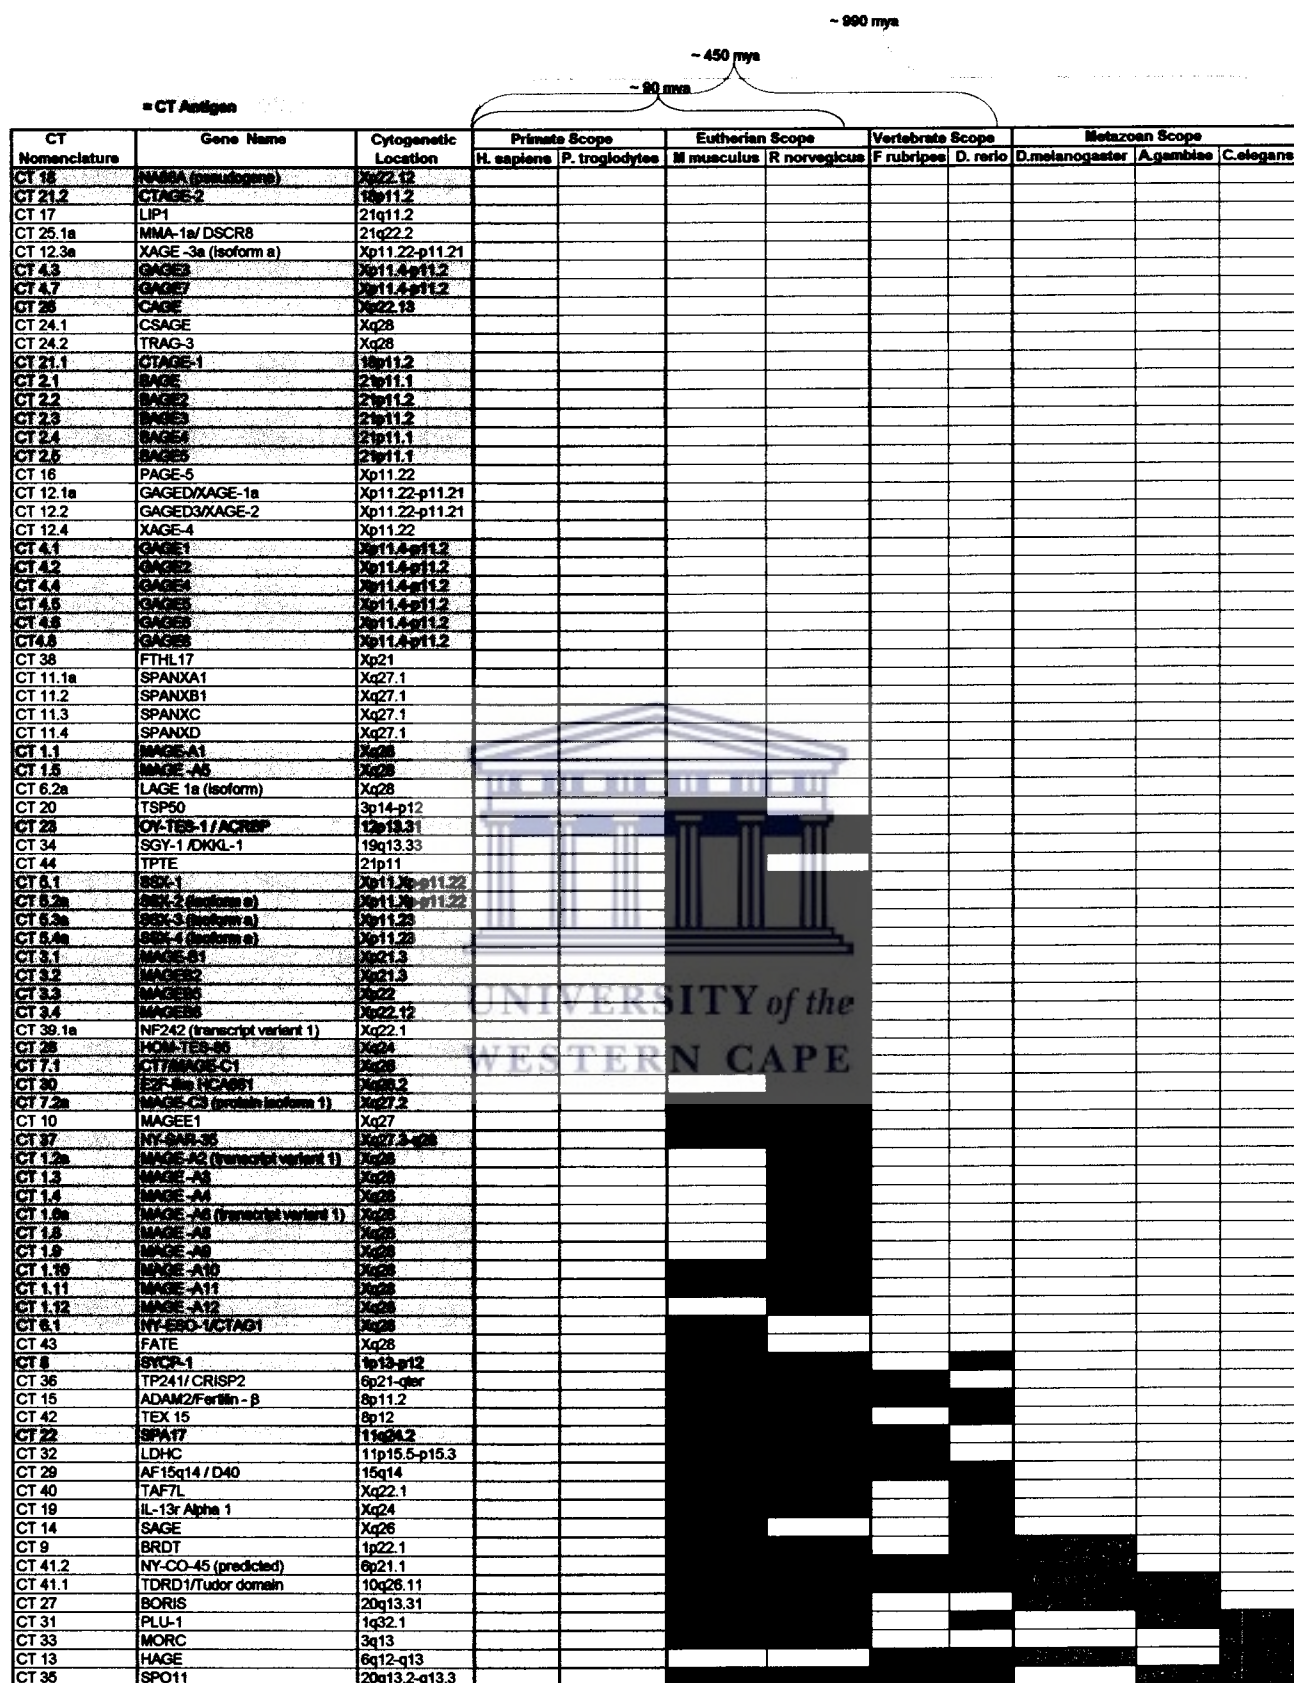 ~ 990 mya
~ 450 mya
~ 90 mya
= CT Antigen
CT Nomenclature Gene Name Cytogenetic Location Primate Scope Eutherian Scope Vertebrate Scope Metazoan Scope
H. sapiens P. troglodytes M musculus R norvegicus F rubripes D. rerio D.melanogaster A.gambiae C.elegans
CT 18 NA88A (pseudogene) Xp22.12
CT 21.2 CTAGE-2 18p11.2
CT 17 LIP1 21q11.2
CT 25.1a MMA-1a/ DSCR8 21q22.2
CT 12.3a XAGE -3a (isoform a) Xp11.22-p11.21
CT 4.3 GAGE3 Xp11.4-p11.2
CT 4.7 GAGE7 Xp11.4-p11.2
CT 26 CAGE Xp22.13
CT 24.1 CSAGE Xq28
CT 24.2 TRAG-3 Xq28
CT 21.1 CTAGE-1 18p11.2
CT 2.1 BAGE 21p11.1
CT 2.2 BAGE2 21p11.2
CT 2.3 BAGE3 21p11.2
CT 2.4 BAGE4 21p11.1
CT 2.5 BAGE5 21p11.1
CT 16 PAGE-5 Xp11.22
CT 12.1a GAGED/XAGE-1a Xp11.22-p11.21
CT 12.2 GAGED3/XAGE-2 Xp11.22-p11.21
CT 12.4 XAGE-4 Xp11.22
CT 4.1 GAGE1 Xp11.4-p11.2
CT 4.2 GAGE2 Xp11.4-p11.2
CT 4.4 GAGE4 Xp11.4-p11.2
CT 4.5 GAGE5 Xp11.4-p11.2
CT 4.6 GAGE6 Xp11.4-p11.2
CT4.8 GAGE8 Xp11.4-p11.2
CT 38 FTHL17 Xp21
CT 11.1a SPANXA1 Xq27.1
CT 11.2 SPANXB1 Xq27.1
CT 11.3 SPANXC Xq27.1
CT 11.4 SPANXD Xq27.1
CT 1.1 MAGE-A1 Xq28
CT 1.5 MAGE -A5 Xq28
CT 6.2a LAGE 1a (isoform) Xq28
CT 20 TSP50 3p14-p12
CT 23 OY-TES-1 / ACRBP 12p13.31
CT 34 SGY-1 /DKKL-1 19q13.33
CT 44 TPTE 21p11
CT 5.1 SSX-1 Xp11.Xp-p11.22
CT 5.2a SSX-2 (isoform a) Xp11.Xp-p11.22
CT 5.3a SSX-3 (isoform a) Xp11.23
CT 5.4a SSX-4 (isoform a) Xp11.23
CT 3.1 MAGE-B1 Xp21.3
CT 3.2 MAGEB2 Xp21.3
CT 3.3 MAGEB5 Xp22
CT 3.4 MAGEB6 Xp22.12
UNIVERSITY of the
CT 39.1a NF242 (transcript variant 1) Xq22.1
CT 28 HOM-TES-85 Xq24
CT 7.1 CT7/MAGE-C1 Xq26
WESTERN CAPE
CT 30 E2F-like HCA661 Xq26.2
CT 7.2a MAGE-C3 (protein isoform 1) Xq27.2
CT 10 MAGEE1 Xq27
CT 37 NY-SAR-35 Xq27.3-q28
CT 1.2a MAGE-A2 (transcript variant 1) Xq28
CT 1.3 MAGE -A3 Xq28
CT 1.4 MAGE -A4 Xq28
CT 1.6a MAGE -A6 (transcript variant 1) Xq28
CT 1.8 MAGE -A8 Xq28
CT 1.9 MAGE -A9 Xq28
CT 1.10 MAGE -A10 Xq28
CT 1.11 MAGE -A11 Xq28
CT 1.12 MAGE -A12 Xq28
CT 6.1 NY-ESO-1/CTAG1 Xq28
CT 43 FATE Xq28
CT 8 SYCP-1 1p13-p12
CT 36 TP241/ CRISP2 6p21-qter
CT 15 ADAM2/Fertilin - β 8p11.2
CT 42 TEX 15 8p12
CT 22 SPA17 11q24.2
CT 32 LDHC 11p15.5-p15.3
CT 29 AF15q14 / D40 15q14
CT 40 TAF7L Xq22.1
CT 19 IL-13r Alpha 1 Xq24
CT 14 SAGE Xq26
CT 9 BRDT 1p22.1
CT 41.2 NY-CO-45 (predicted) 6p21.1
CT 41.1 TDRD1/Tudor domain 10q26.11
CT 27 BORIS 20q13.31
CT 31 PLU-1 1q32.1
CT 33 MORC 3q13
CT 13 HAGE 6q12-q13
CT 35 SPO11 20q13.2-q13.3